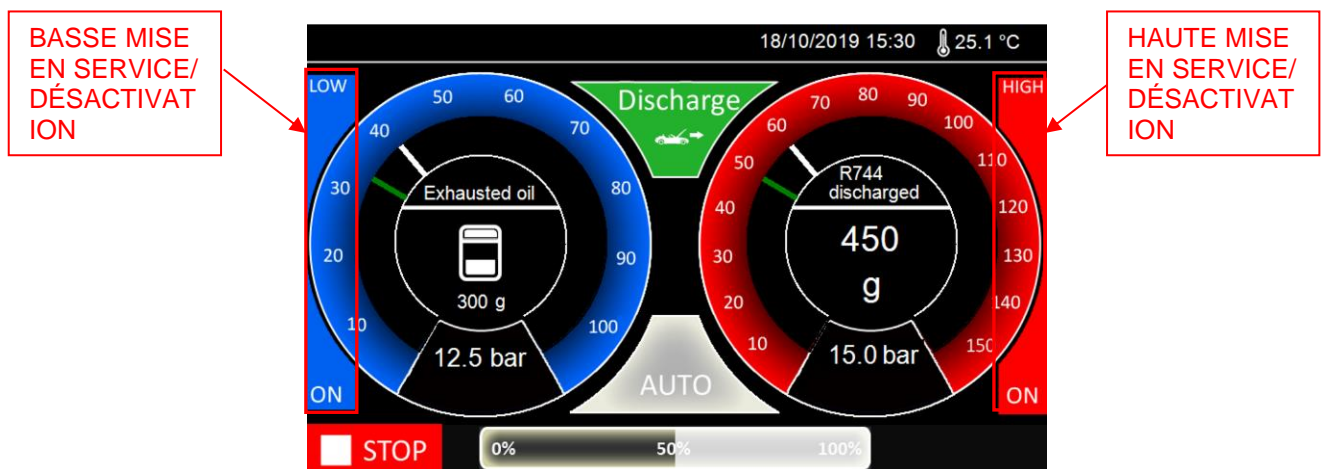 BASSE MISE
EN SERVICE/
DÉSACTIVAT
ION
18/10/2019 15:30 25.1 °C
HAUTE MISE
EN SERVICE/
DÉSACTIVAT
ION
LOW
10
20
30
40
50
60
70
80
90
100
Exhausted oil
300 g
12.5 bar
ON
Discharge
AUTO
10
20
30
40
50
60
70
80
90
100
110
120
130
140
150
R744
discharged
450
g
15.0 bar
HIGH
ON
STOP
0% 50% 100%